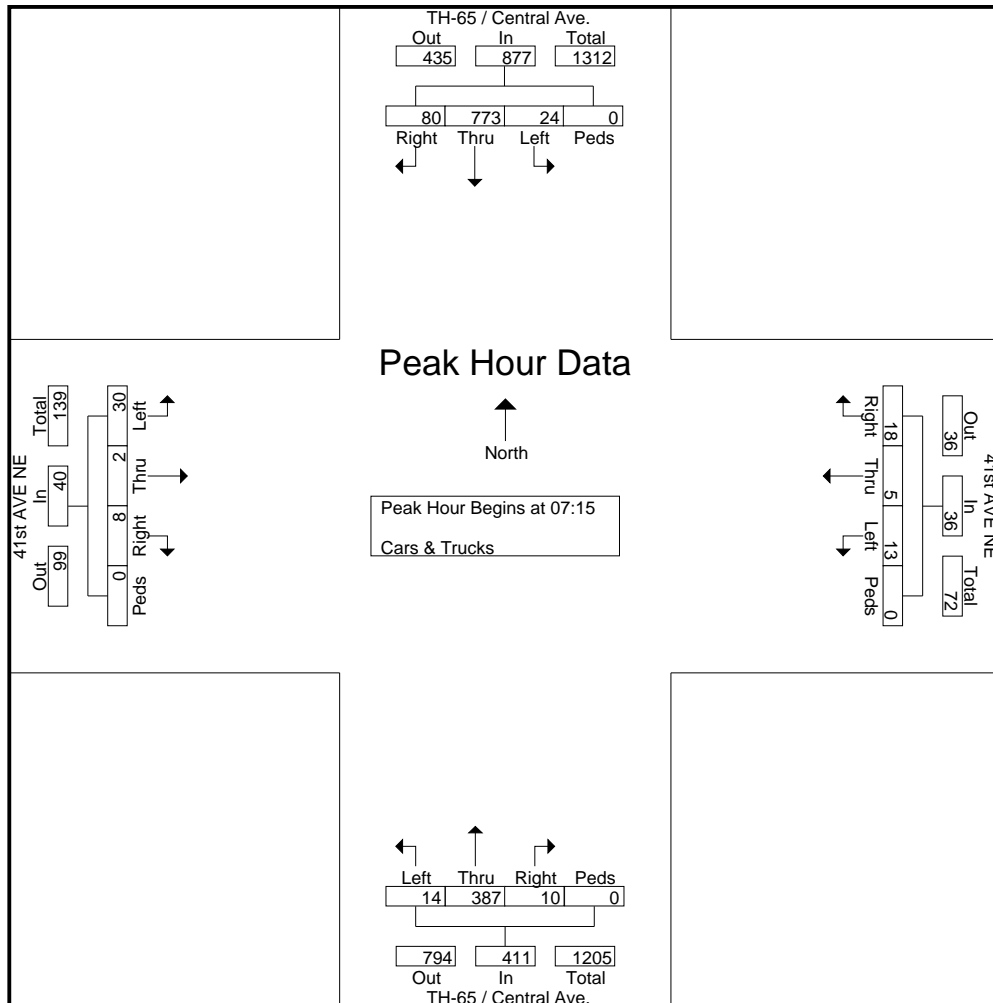 TH-65 / Central Ave.
Out In Total
435 877 1312
80 773 24 0
Right Thru Left Peds
Peak Hour Data
North
Peak Hour Begins at 07:15
Cars & Trucks
41st AVE NE
Total In Out
139 40 99
30 2 8 0
Left Thru Right Peds
41st AVE NE
Out In Total
36 36 72
18 5 13 0
Right Thru Left Peds
Left Thru Right Peds
14 387 10 0
794 411 1205
Out In Total
TH-65 / Central Ave.